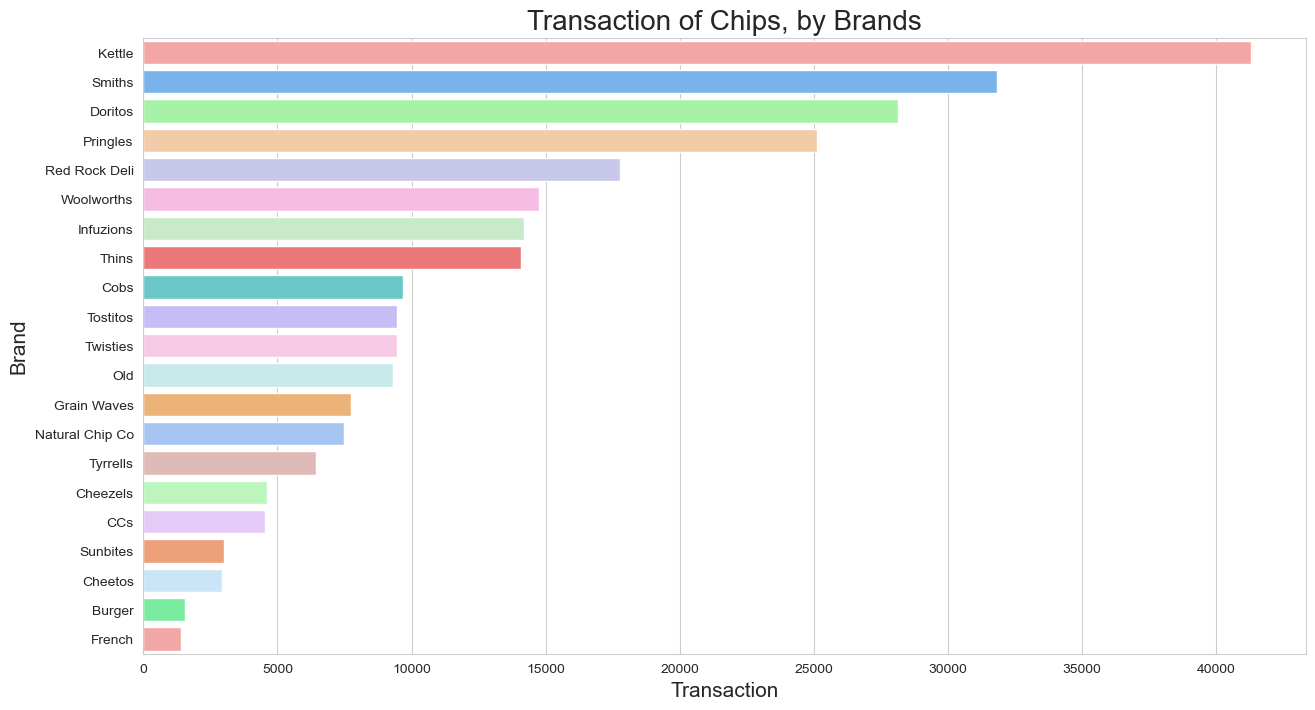 Transaction of Chips, by Brands
Brand
Kettle
Smiths
Doritos
Pringles
Red Rock Deli
Woolworths
Infuzions
Thins
Cobs
Tostitos
Twisties
Old
Grain Waves
Natural Chip Co
Tyrrells
Cheezels
CCs
Sunbites
Cheetos
Burger
French
0 5000 10000 15000 20000 25000 30000 35000 40000
Transaction